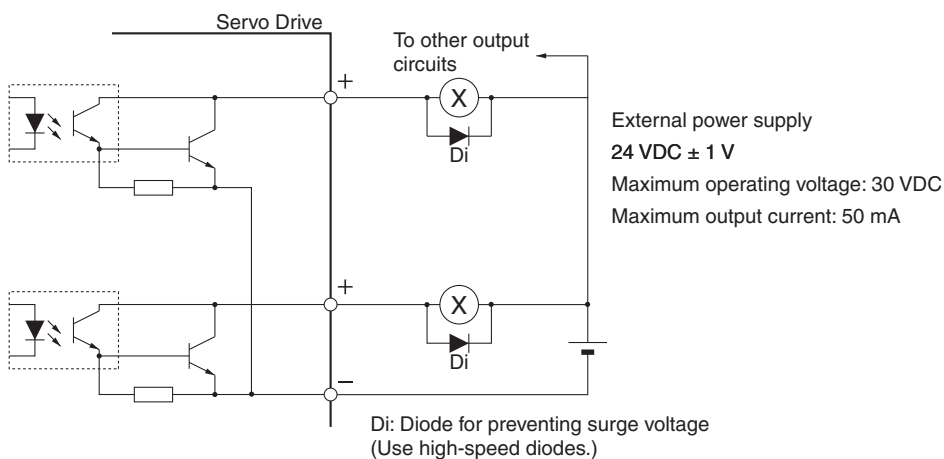 Servo Drive
To other output
circuits
+
X
Di
External power supply
24 VDC ± 1 V
Maximum operating voltage: 30 VDC
Maximum output current: 50 mA
+
X
Di
−
Di: Diode for preventing surge voltage
(Use high-speed diodes.)